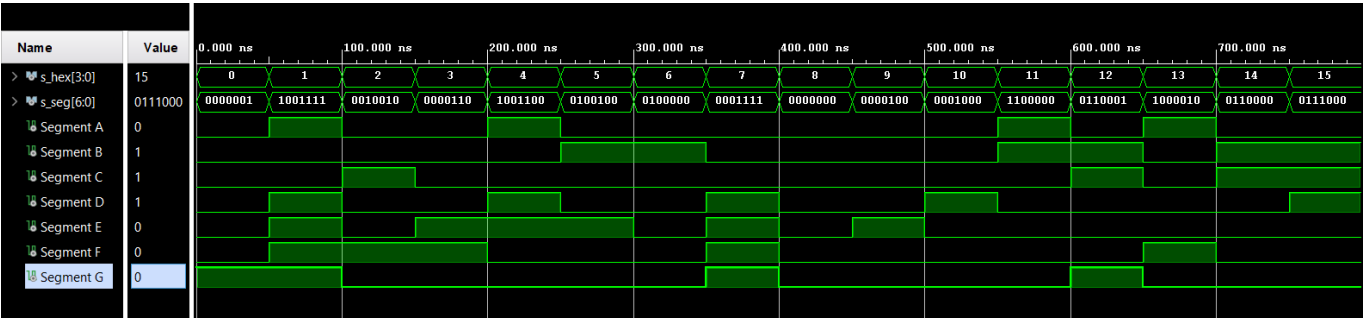 Name Value 0.000 ns 100.000 ns 200.000 ns 300.000 ns 400.000 ns 500.000 ns 600.000 ns 700.000 ns
s_hex[3:0] 15 0 1 2 3 4 5 6 7 8 9 10 11 12 13 14 15
s_seg[6:0] 0111000 0000001 1001111 0010010 0000110 1001100 0100100 0100000 0001111 0000000 0000100 0001000 1100000 0110001 1000010 0110000 0111000
Segment A 0
Segment B 1
Segment C 1
Segment D 1
Segment E 0
Segment F 0
Segment G 0